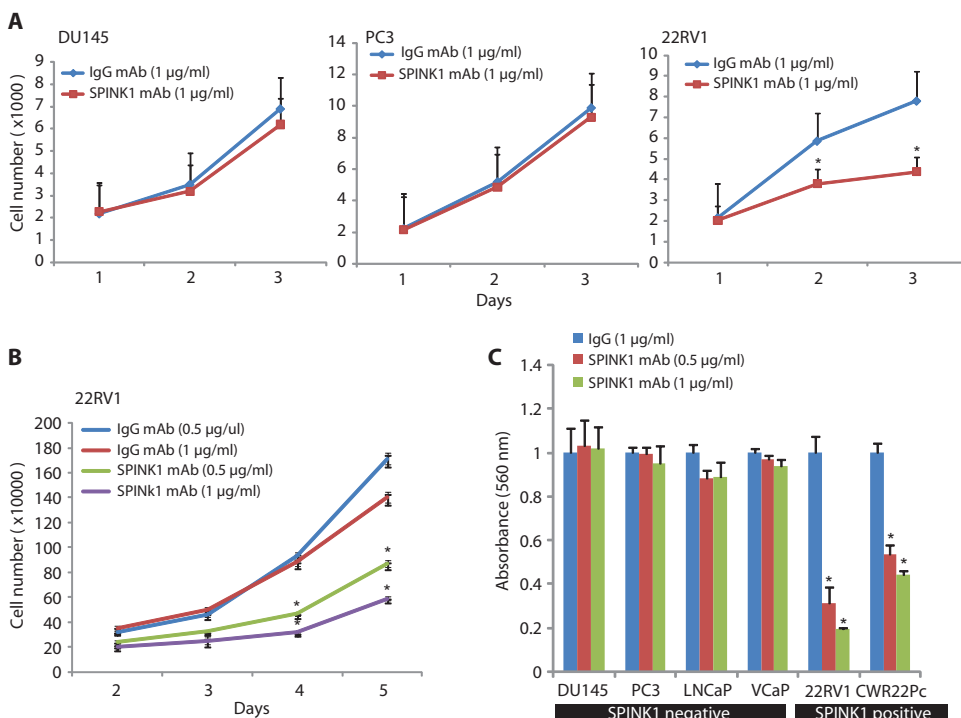 A
DU145
IgG mAb (1 µg/ml)
SPINK1 mAb (1 µg/ml)
Cell number ( x1000)
9
8
7
6
5
4
3
2
1
0
1 2 3
PC3
IgG mAb (1 µg/ml)
SPINK1 mAb (1 µg/ml)
14
12
10
8
6
4
2
0
1 2 3
Days
22RV1
IgG mAb (1 µg/ml)
SPINK1 mAb (1 µg/ml)
10
9
8
7
6
5
4
3
2
1
0
*
*
1 2 3
B
22RV1
IgG mAb (0.5 µg/ul)
IgG mAb (1 µg/ml)
SPINK1 mAb (0.5 µg/ml)
SPINk1 mAb (1 µg/ml)
Cell number ( x10000)
200
180
160
140
120
100
80
60
40
20
0
*
*
*
*
2 3 4 5
Days
C
IgG (1 µg/ml)
SPINK1 mAb (0.5 µg/ml)
SPINK1 mAb (1 µg/ml)
Absorbance (560 nm)
1.4
1.2
1
0.8
0.6
0.4
0.2
0
*
*
*
*
DU145 PC3 LNCaP VCaP 22RV1 CWR22Pc
SPINK1 negative SPINK1 positive